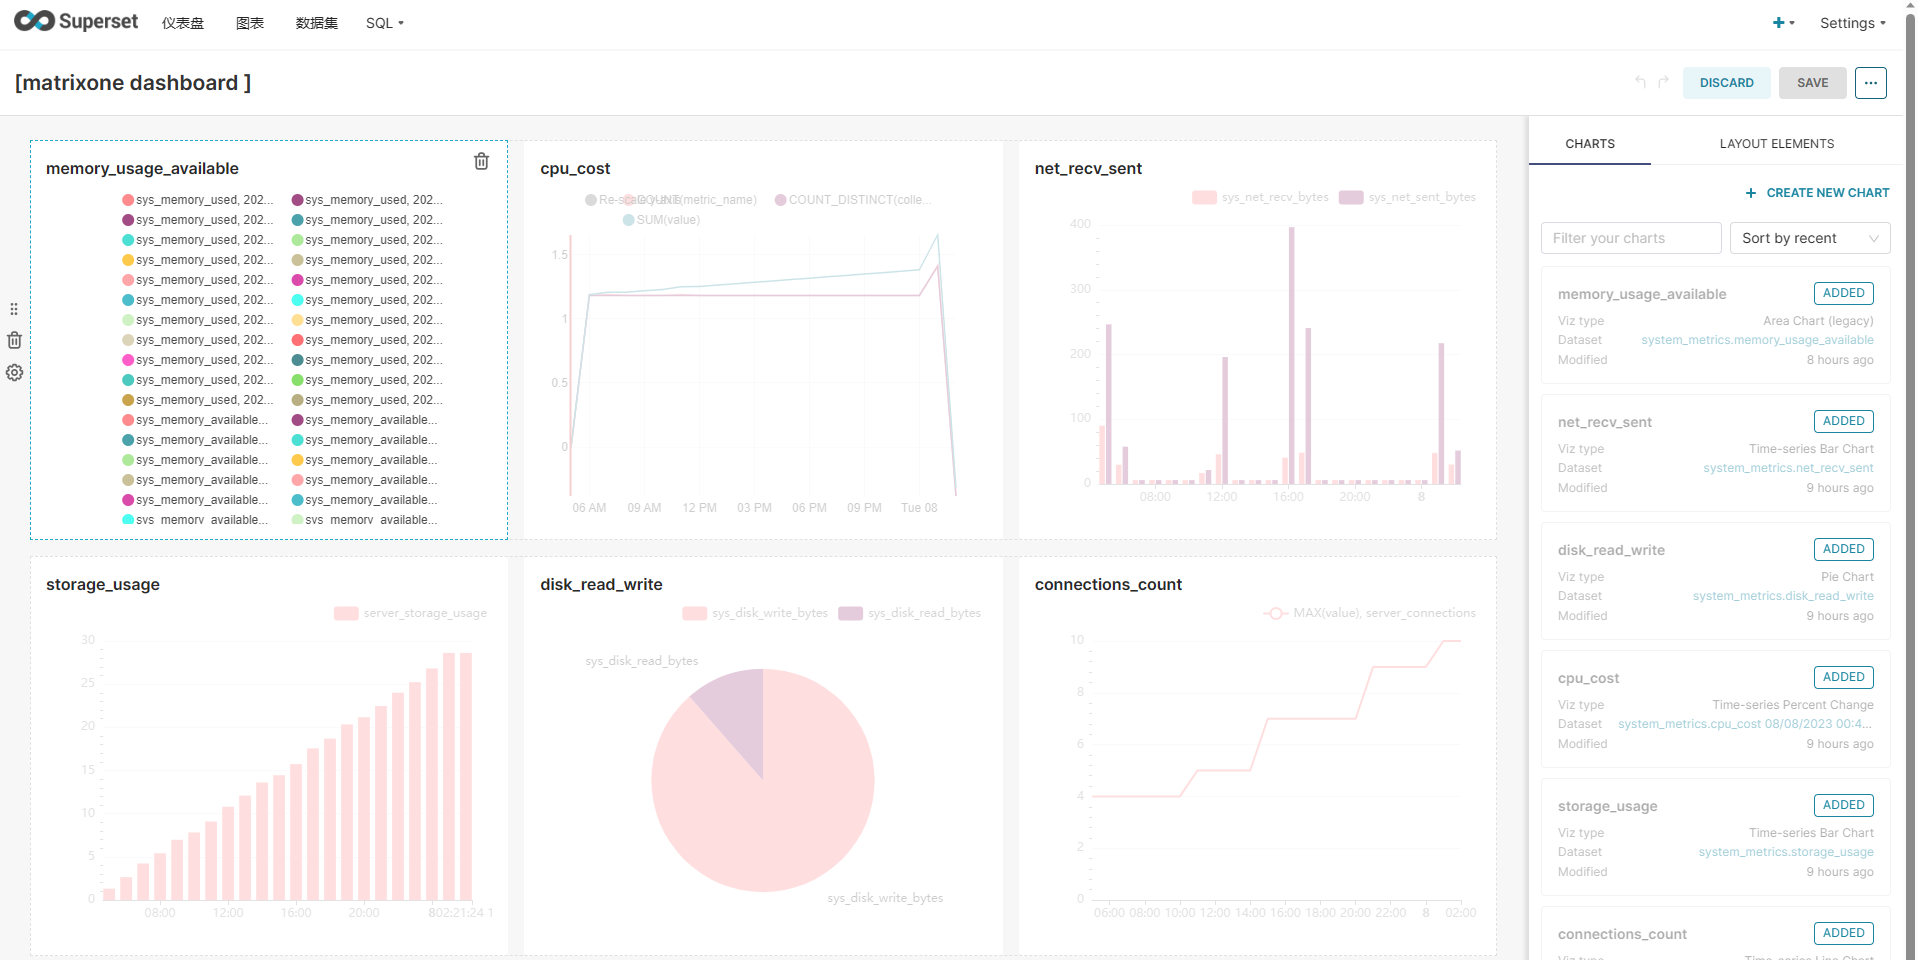 Superset 仪表盘 图表 数据集 SQL Settings
[matrixone dashboard ]
DISCARD SAVE
memory_usage_available
sys_memory_used, 202... sys_memory_used, 202...
sys_memory_used, 202... sys_memory_used, 202...
sys_memory_used, 202... sys_memory_used, 202...
sys_memory_used, 202... sys_memory_used, 202...
sys_memory_used, 202... sys_memory_used, 202...
sys_memory_used, 202... sys_memory_used, 202...
sys_memory_used, 202... sys_memory_used, 202...
sys_memory_used, 202... sys_memory_used, 202...
sys_memory_used, 202... sys_memory_used, 202...
sys_memory_used, 202... sys_memory_used, 202...
sys_memory_used, 202... sys_memory_used, 202...
sys_memory_available... sys_memory_available...
sys_memory_available... sys_memory_available...
sys_memory_available... sys_memory_available...
sys_memory_available... sys_memory_available...
sys_memory_available... sys_memory_available...
sys_memory_available... sys_memory_available...
cpu_cost
COUNT(metric_name) COUNT_DISTINCT(colle...
SUM(value)
1.5
1
0.5
0
06 AM 09 AM 12 PM 03 PM 06 PM 09 PM Tue 08
net_recv_sent
sys_net_recv_bytes sys_net_sent_bytes
400
300
200
100
0
08:00 12:00 16:00 20:00 8
storage_usage
server_storage_usage
30
25
20
15
10
5
0
08:00 12:00 16:00 20:00 802:21:24 1
disk_read_write
sys_disk_write_bytes sys_disk_read_bytes
sys_disk_read_bytes
sys_disk_write_bytes
connections_count
MAX(value), server_connections
10
8
6
4
2
0
06:00 08:00 10:00 12:00 14:00 16:00 18:00 20:00 22:00 8 02:00
CHARTS LAYOUT ELEMENTS
+ CREATE NEW CHART
Filter your charts Sort by recent
memory_usage_available ADDED
Viz type Area Chart (legacy)
Dataset system_metrics.memory_usage_available
Modified 8 hours ago
net_recv_sent ADDED
Viz type Time-series Bar Chart
Dataset system_metrics.net_recv_sent
Modified 9 hours ago
disk_read_write ADDED
Viz type Pie Chart
Dataset system_metrics.disk_read_write
Modified 9 hours ago
cpu_cost ADDED
Viz type Time-series Percent Change
Dataset system_metrics.cpu_cost 08/08/2023 00:4...
Modified 9 hours ago
storage_usage ADDED
Viz type Time-series Bar Chart
Dataset system_metrics.storage_usage
Modified 9 hours ago
connections_count ADDED